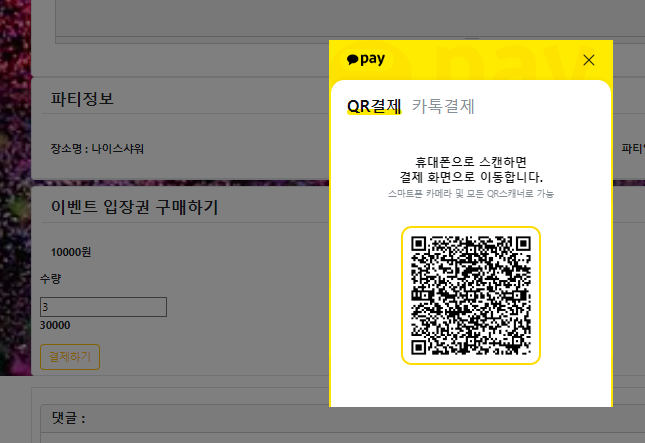 pay
pay
QR결제 카톡결제
휴대폰으로 스캔하면
결제 화면으로 이동합니다.
스마트폰 카메라 및 모든 QR스캐너로 가능
파티정보
장소명 : 나이스샤워
파티
이벤트 입장권 구매하기
10000원
수량
3
30000
결제하기
댓글 :